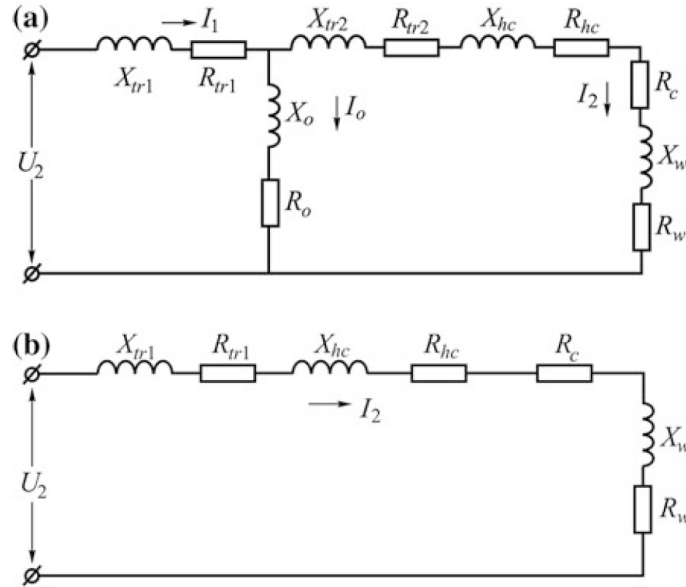 (a)
I1
Xtr2
Rtr2
Xhc
Rhc
Xtr1
Rtr1
Xo
Io
I2
Rc
U2
Xw
Ro
Rw
(b)
Xtr1
Rtr1
Xhc
Rhc
Rc
I2
Xw
U2
Rw